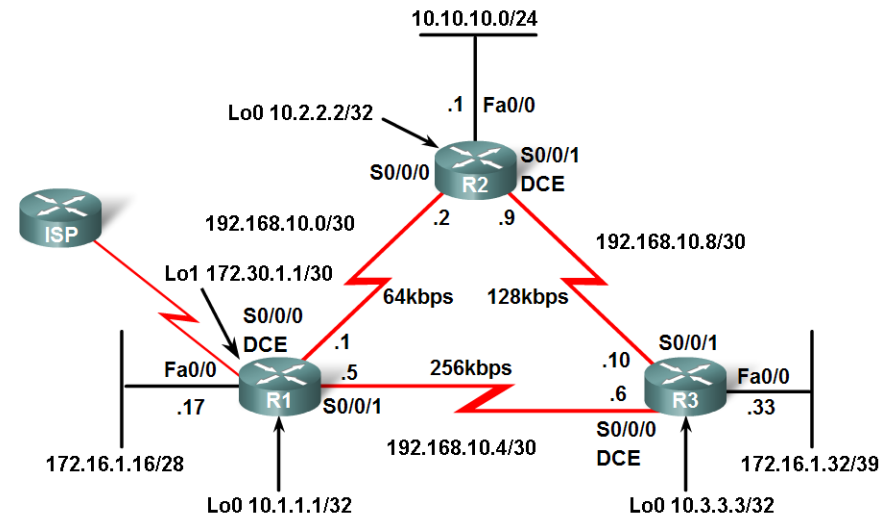 10.10.10.0/24
.1 Fa0/0
Lo0 10.2.2.2/32
S0/0/0
R2
S0/0/1
DCE
.2
.9
ISP
192.168.10.0/30
192.168.10.8/30
Lo1 172.30.1.1/30
64kbps
128kbps
S0/0/0
DCE
.1
S0/0/1
.10
Fa0/0
R1
.5
256kbps
.6
R3
Fa0/0
.17
S0/0/1
.33
192.168.10.4/30
S0/0/0
DCE
172.16.1.16/28
172.16.1.32/39
Lo0 10.1.1.1/32
Lo0 10.3.3.3/32